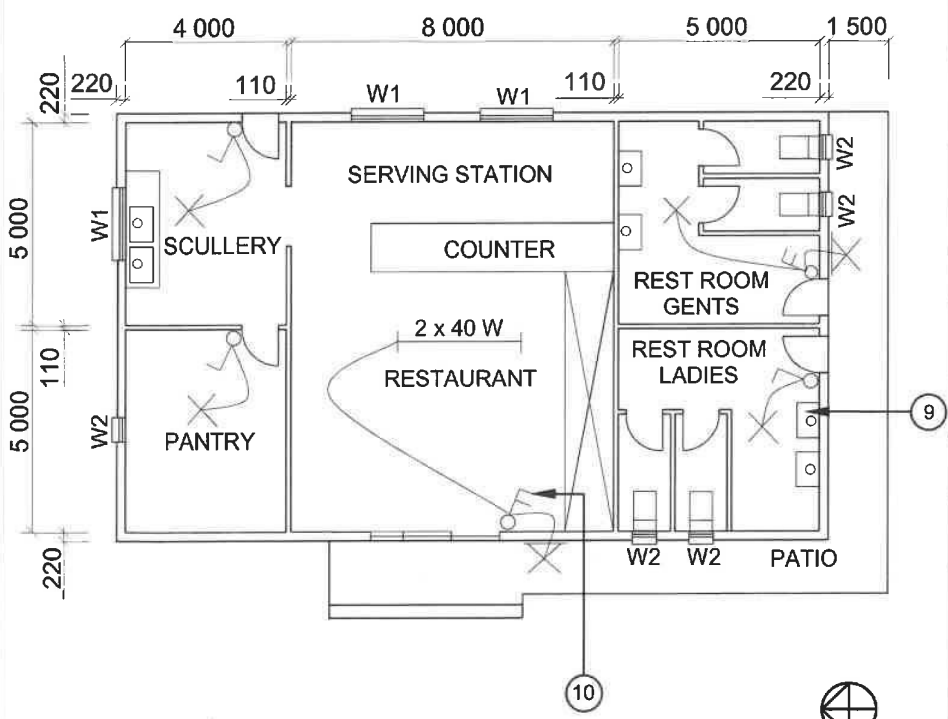 4 000
8 000
5 000
1 500
220
220
110
110
220
W1
W1
W2
W2
5 000
W1
SERVING STATION
SCULLERY
COUNTER
REST ROOM
GENTS
2 x 40 W
REST ROOM
LADIES
110
RESTAURANT
5 000
W2
PANTRY
9
220
W2
W2
PATIO
10